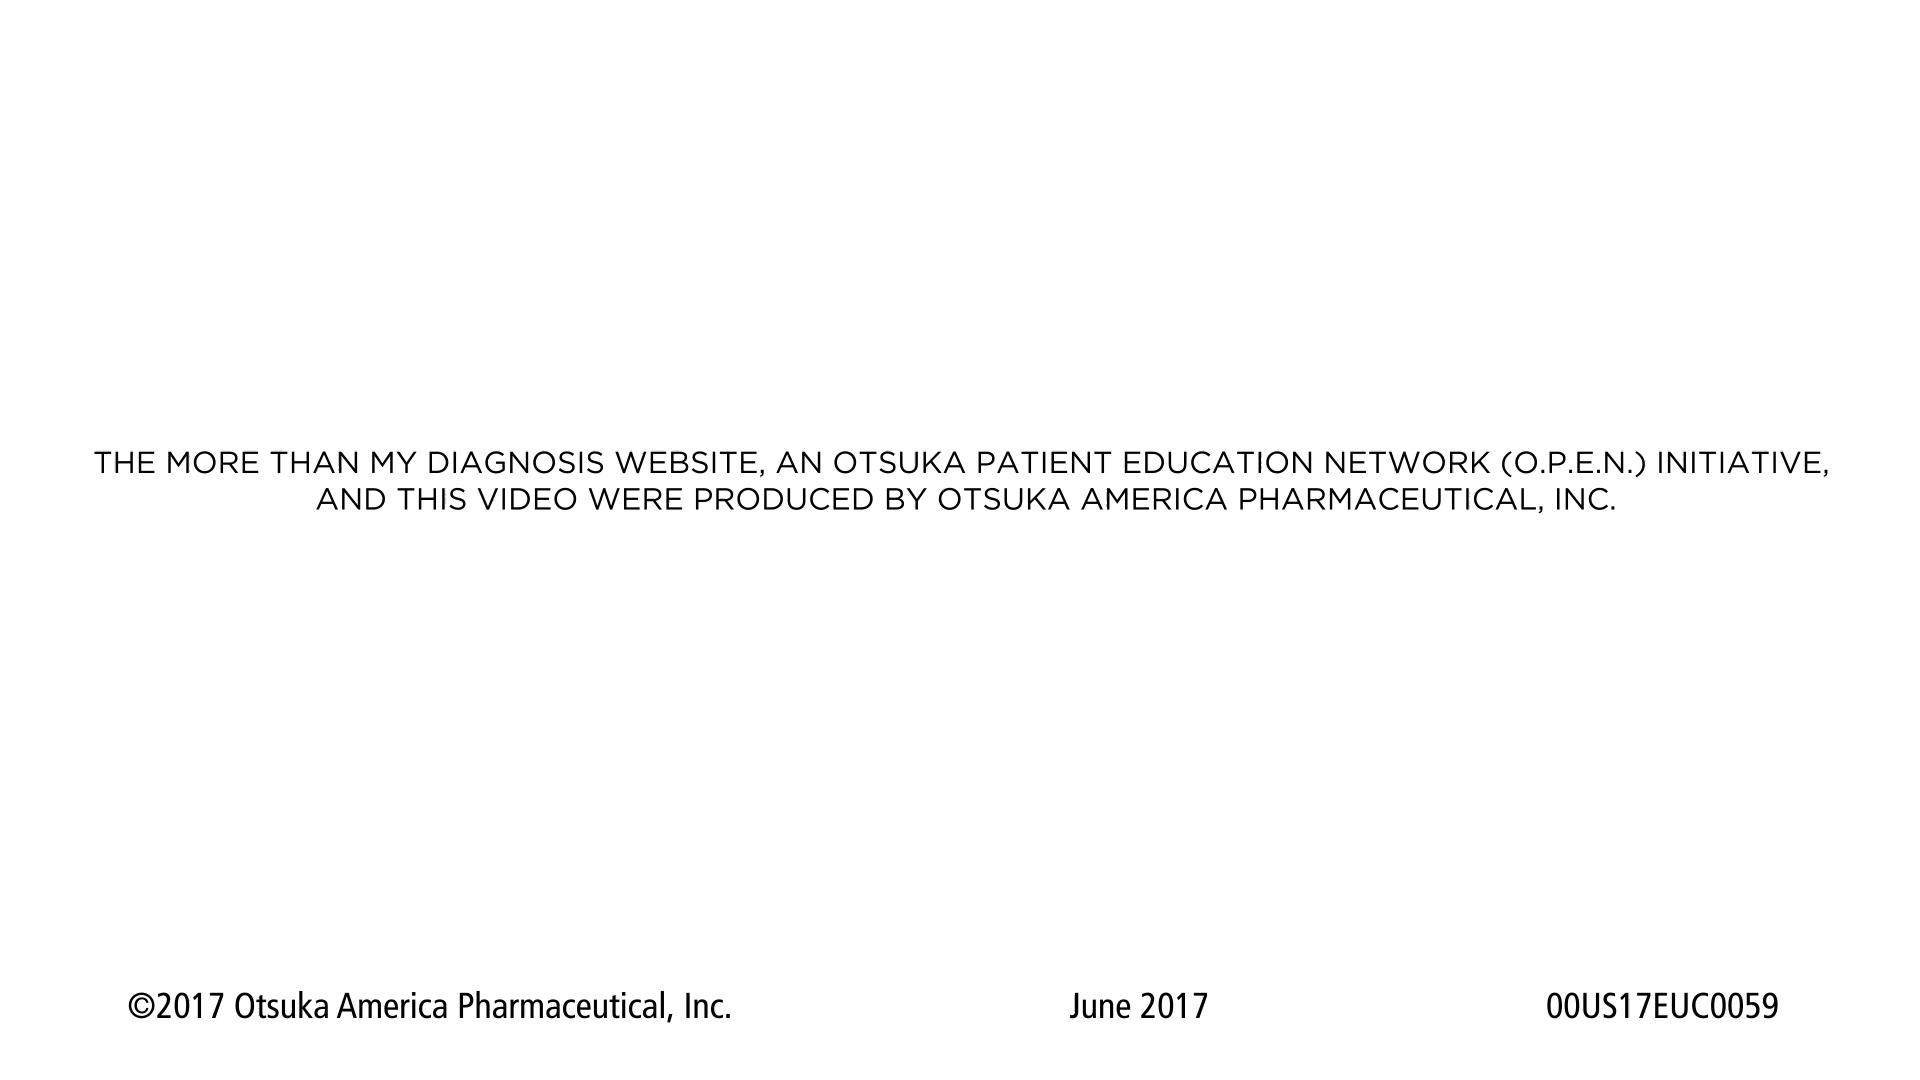 THE MORE THAN MY DIAGNOSIS WEBSITE, AN OTSUKA PATIENT EDUCATION NETWORK (O.P.E.N.) INITIATIVE,
AND THIS VIDEO WERE PRODUCED BY OTSUKA AMERICA PHARMACEUTICAL, INC.
©2017 Otsuka America Pharmaceutical, Inc. June 2017 00US17EUC0059